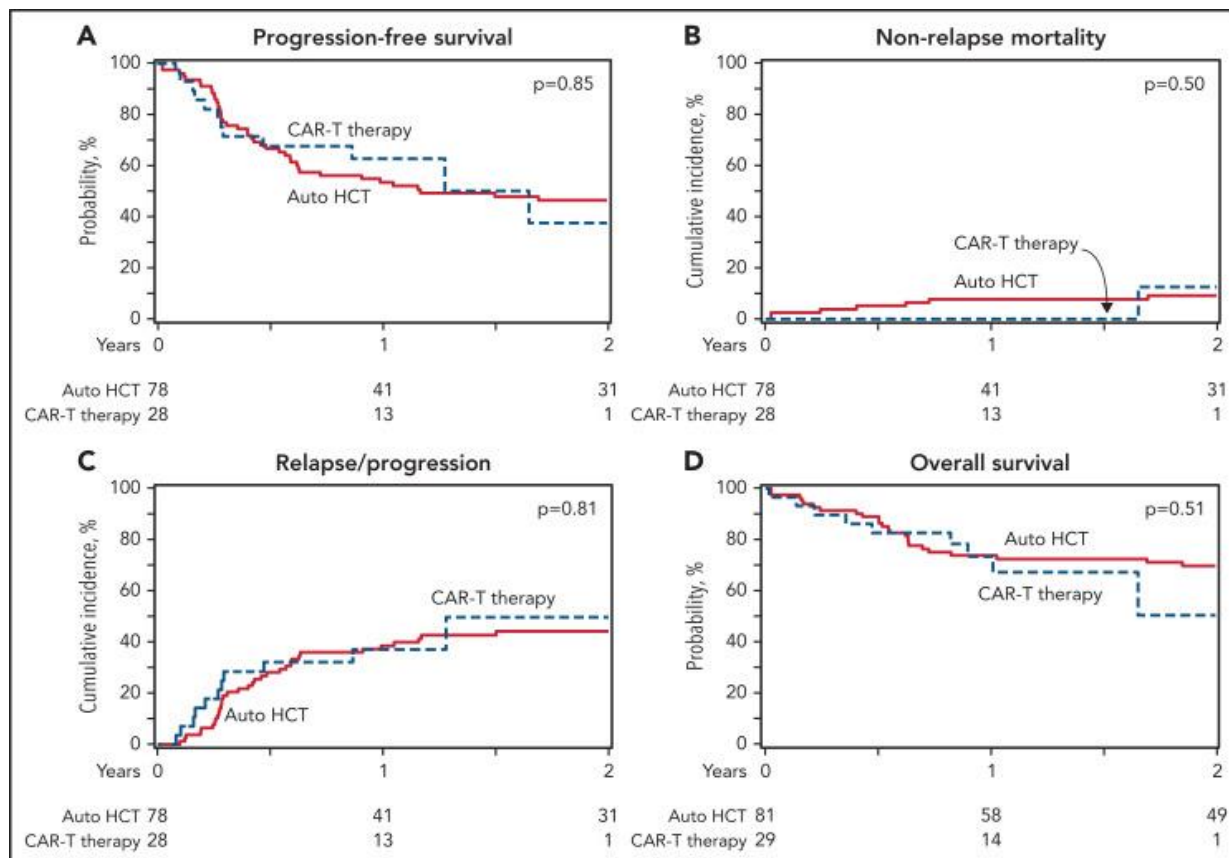 A Progression-free survival
100
80
60
40
20
0
Probability, %
p=0.85
CAR-T therapy
Auto HCT
Years 0 1 2
Auto HCT 78 41 31
CAR-T therapy 28 13 1
B Non-relapse mortality
100
80
60
40
20
0
Cumulative incidence, %
p=0.50
CAR-T therapy
Auto HCT
Years 0 1 2
Auto HCT 78 41 31
CAR-T therapy 28 13 1
C Relapse/progression
100
80
60
40
20
0
Cumulative incidence, %
p=0.81
CAR-T therapy
Auto HCT
Years 0 1 2
Auto HCT 78 41 31
CAR-T therapy 28 13 1
D Overall survival
100
80
60
40
20
0
Probability, %
p=0.51
Auto HCT
CAR-T therapy
Years 0 1 2
Auto HCT 81 58 49
CAR-T therapy 29 14 1